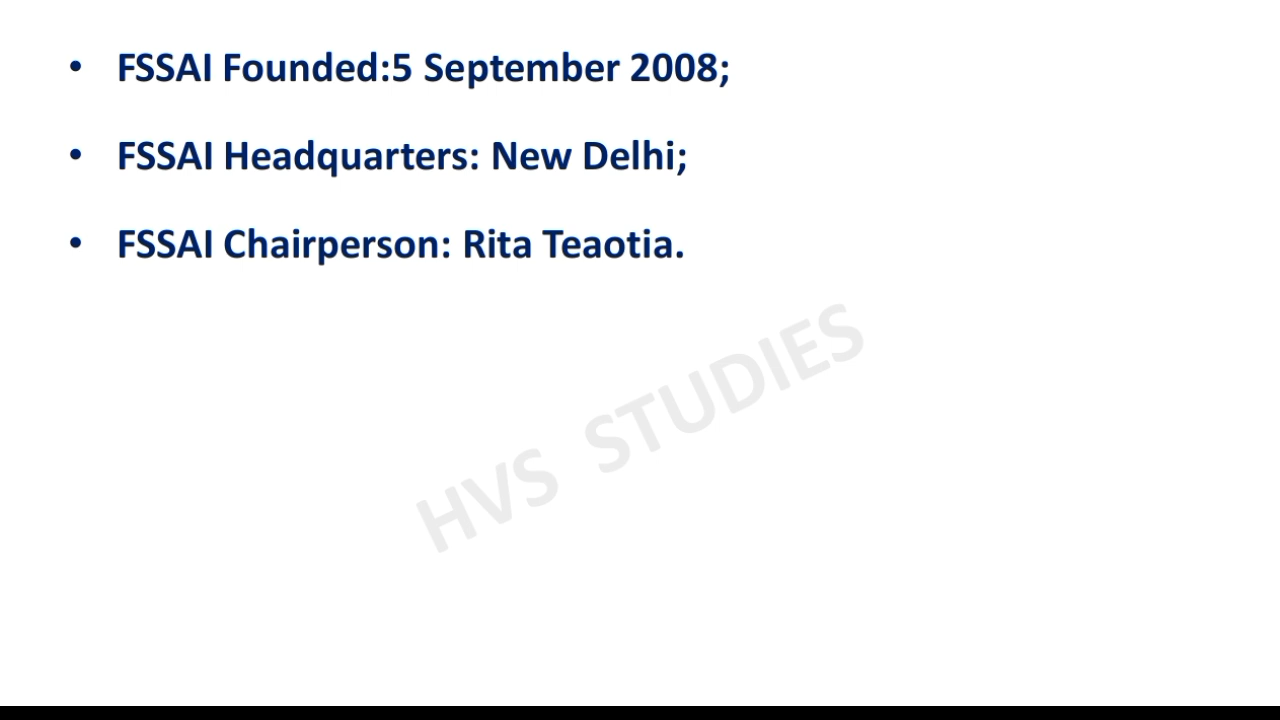 • FSSAI Founded:5 September 2008;
• FSSAI Headquarters: New Delhi;
• FSSAI Chairperson: Rita Teaotia.
HVS STUDIES